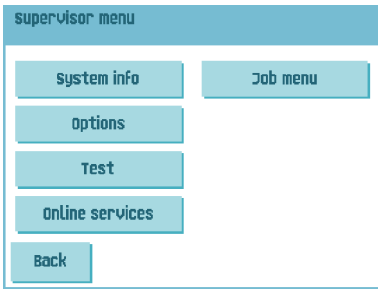 Supervisor menu
System info
Job menu
Options
Test
Online services
Back